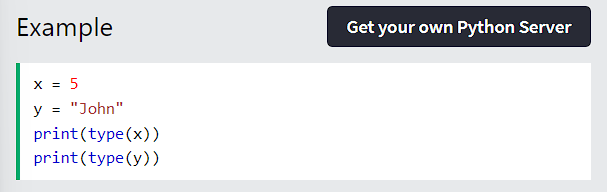 Example
Get your own Python Server
x = 5
y = "John"
print(type(x))
print(type(y))